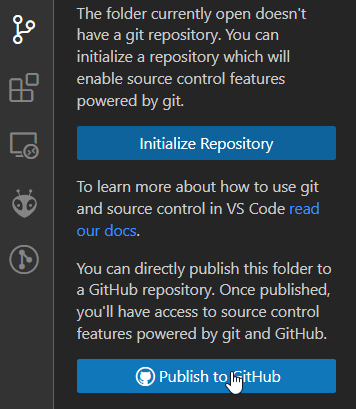 The folder currently open doesn't
have a git repository. You can
initialize a repository which will
enable source control features
powered by git.
Initialize Repository
To learn more about how to use git
and source control in VS Code read
our docs.
You can directly publish this folder to
a GitHub repository. Once published,
you'll have access to source control
features powered by git and GitHub.
Publish to GitHub